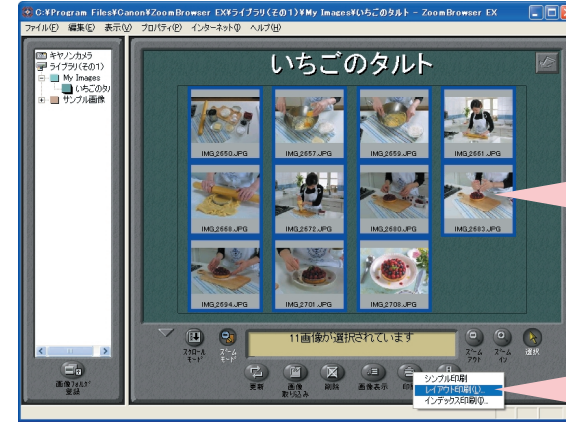 C:¥Program Files¥Canon¥ZoomBrowser EX¥ライブラリ(その1)¥My Images¥いちごのタルト - ZoomBrowser EX
ファイル(F) 編集(E) 表示(V) プロパティ(P) インターネット(I) ヘルプ(H)
キヤノンカメラ
ライブラリ(その1)
My Images
いちごのタル
サンプル画像
いちごのタルト
IMG_2650.JPG IMG_2657.JPG IMG_2659.JPG IMG_2661.JPG
IMG_2668.JPG IMG_2672.JPG IMG_2680.JPG IMG_2683.JPG
IMG_2694.JPG IMG_2701.JPG IMG_2708.JPG
11画像が選択されています
スクロール モード
ズーム モード
ズーム アウト
ズーム イン
選択
画像フォルダ 登録
更新
画像 取り込み
削除
画像表示
シンプル印刷
レイアウト印刷(L)...
インデックス印刷(I)...